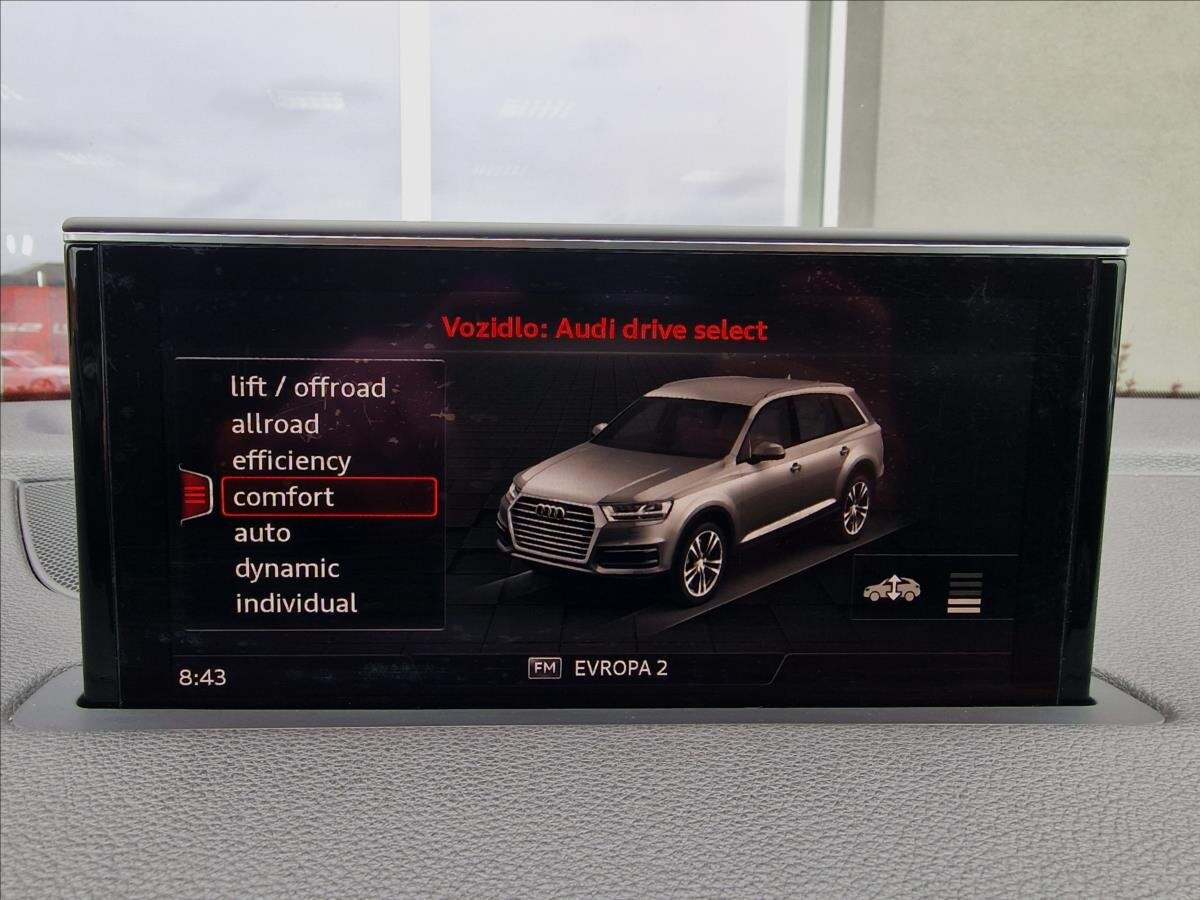 Vozidlo: Audi drive select
lift / offroad
allroad
efficiency
comfort
auto
dynamic
individual
8:43
FM EVROPA 2